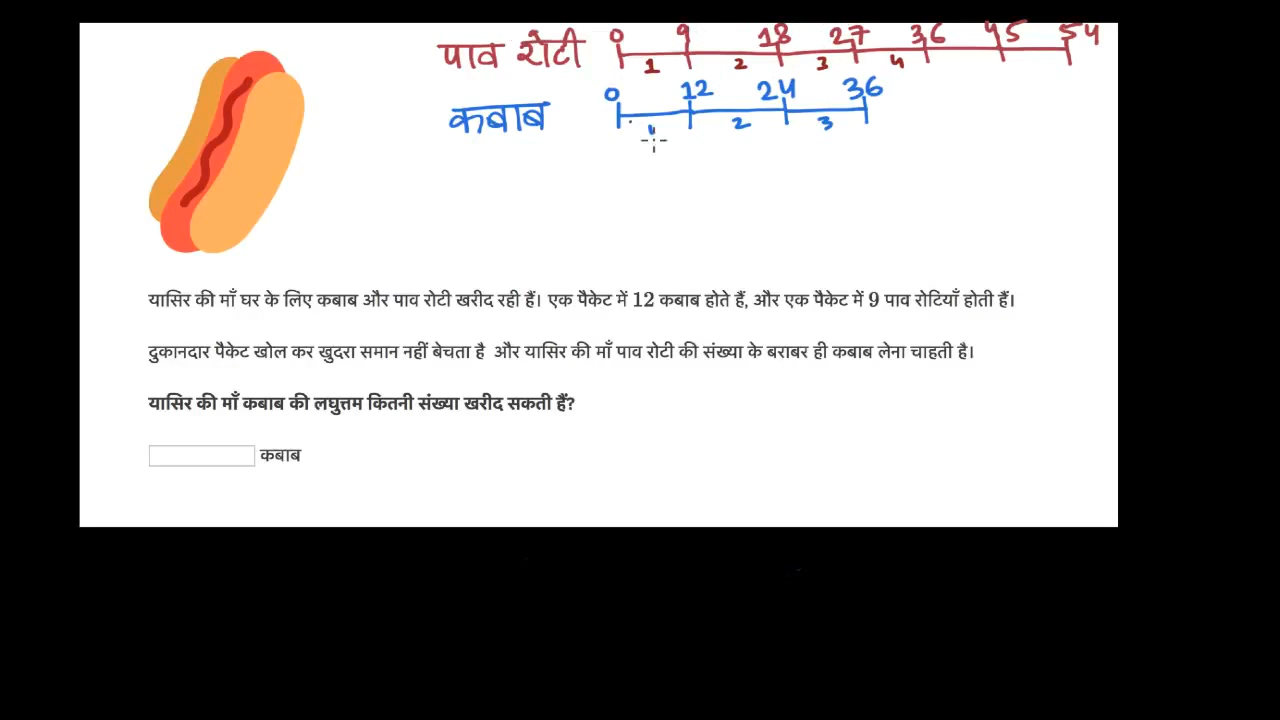 पाव रोटी 0 9 18 27 36 45 54
1 2 3 4
कबाब 0 12 24 36
1 2 3
यासिर की माँ घर के लिए कबाब और पाव रोटी खरीद रही हैं। एक पैकेट में 12 कबाब होते हैं, और एक पैकेट में 9 पाव रोटियाँ होती हैं।
दुकानदार पैकेट खोल कर खुदरा समान नहीं बेचता है और यासिर की माँ पाव रोटी की संख्या के बराबर ही कबाब लेना चाहती है।
यासिर की माँ कबाब की लघुत्तम कितनी संख्या खरीद सकती हैं?
कबाब